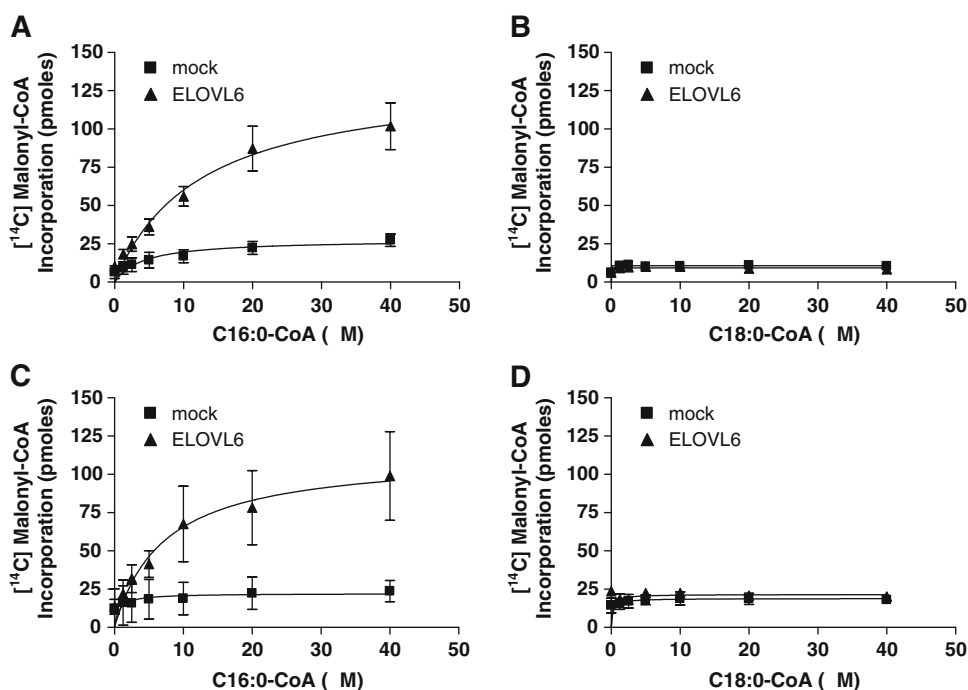 A
[¹⁴C] Malonyl-CoA
Incorporation (pmoles)
150
125
100
75
50
25
0
mock
ELOVL6
0 10 20 30 40 50
C16:0-CoA ( M)
B
[¹⁴C] Malonyl-CoA
Incorporation (pmoles)
150
125
100
75
50
25
0
mock
ELOVL6
0 10 20 30 40 50
C18:0-CoA ( M)
C
[¹⁴C] Malonyl-CoA
Incorporation (pmoles)
150
125
100
75
50
25
0
mock
ELOVL6
0 10 20 30 40 50
C16:0-CoA ( M)
D
[¹⁴C] Malonyl-CoA
Incorporation (pmoles)
150
125
100
75
50
25
0
mock
ELOVL6
0 10 20 30 40 50
C18:0-CoA ( M)